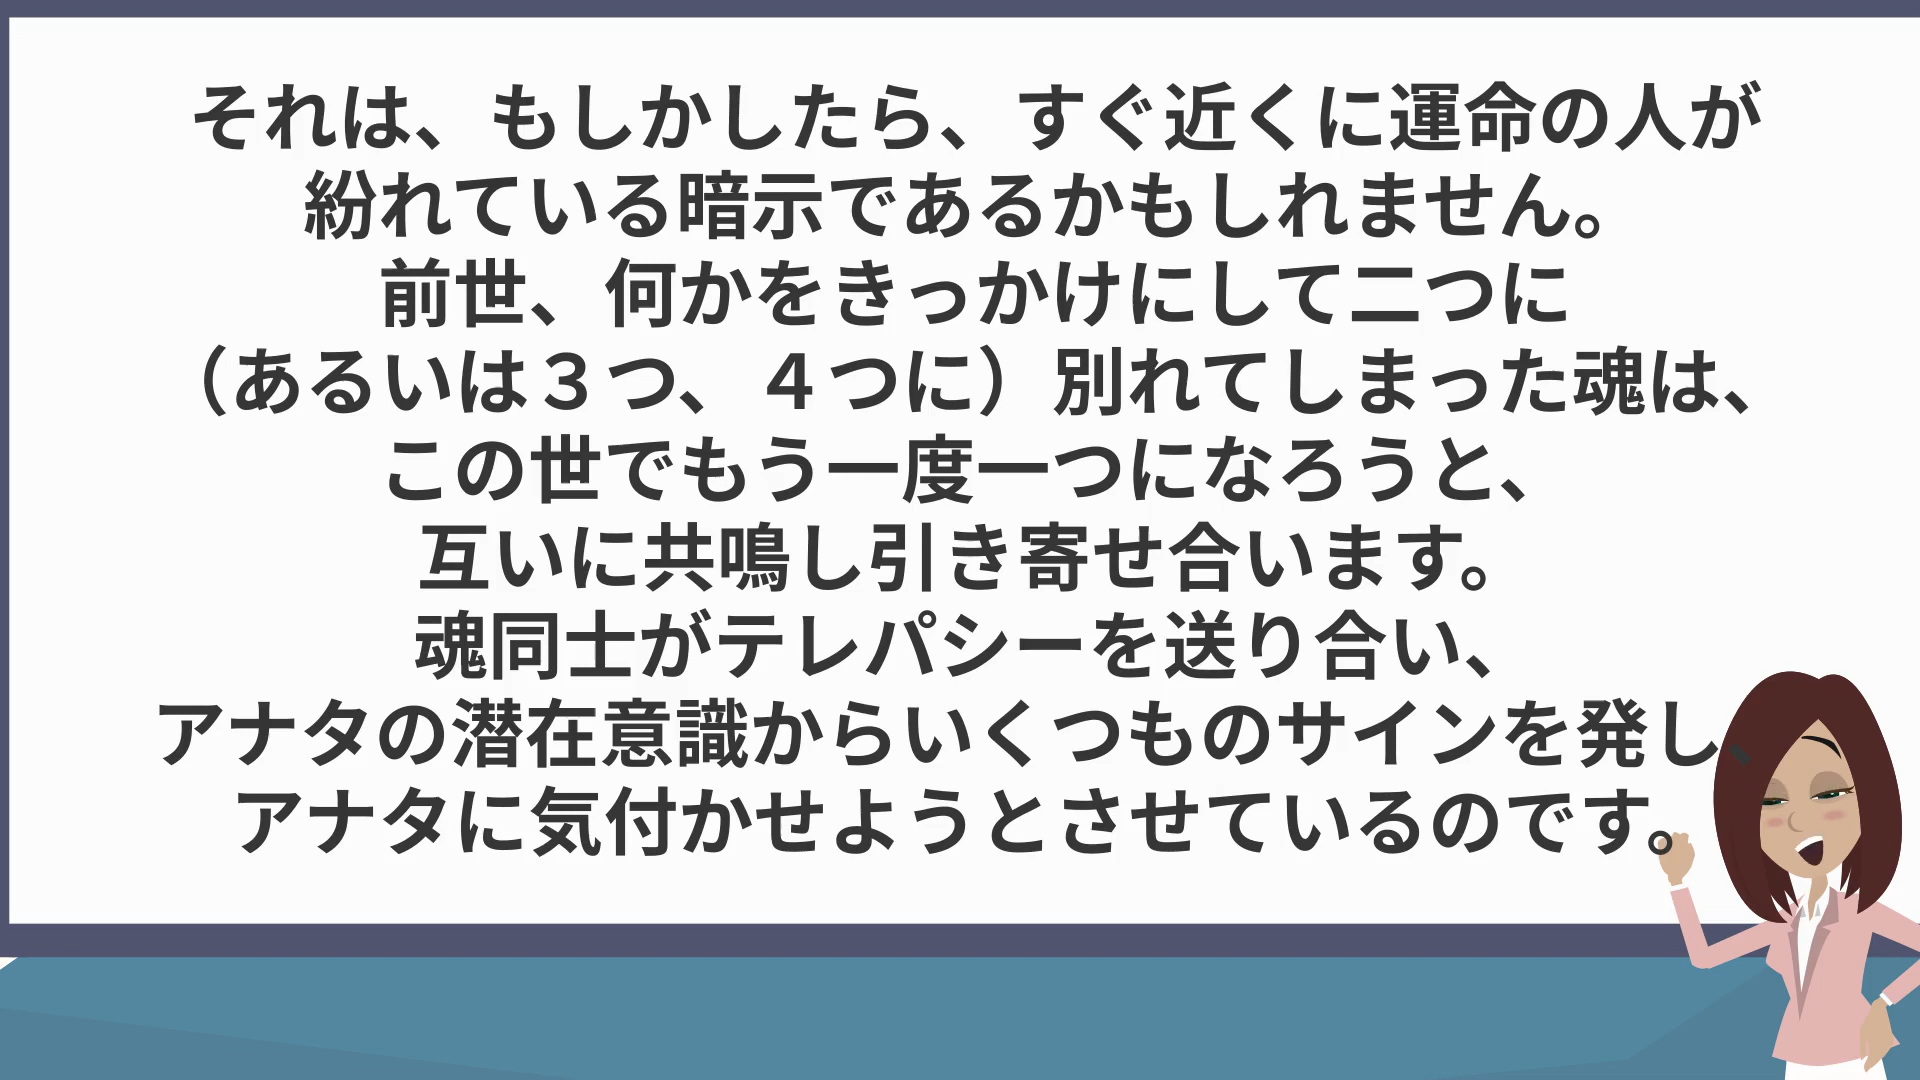 それは、もしかしたら、すぐ近くに運命の人が
紛れている暗示であるかもしれません。
前世、何かをきっかけにして二つに
（あるいは３つ、４つに）別れてしまった魂は、
この世でもう一度一つになろうと、
互いに共鳴し引き寄せ合います。
魂同士がテレパシーを送り合い、
アナタの潜在意識からいくつものサインを発し、
アナタに気付かせようとさせているのです。